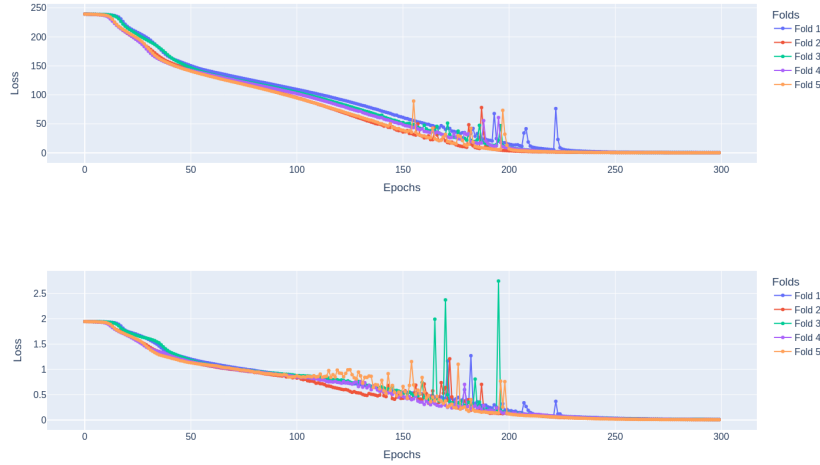 250
200
150
100
50
0
Loss
0 50 100 150 200 250 300
Epochs
Folds
Fold 1
Fold 2
Fold 3
Fold 4
Fold 5
2.5
2
1.5
1
0.5
0
Loss
0 50 100 150 200 250 300
Epochs
Folds
Fold 1
Fold 2
Fold 3
Fold 4
Fold 5